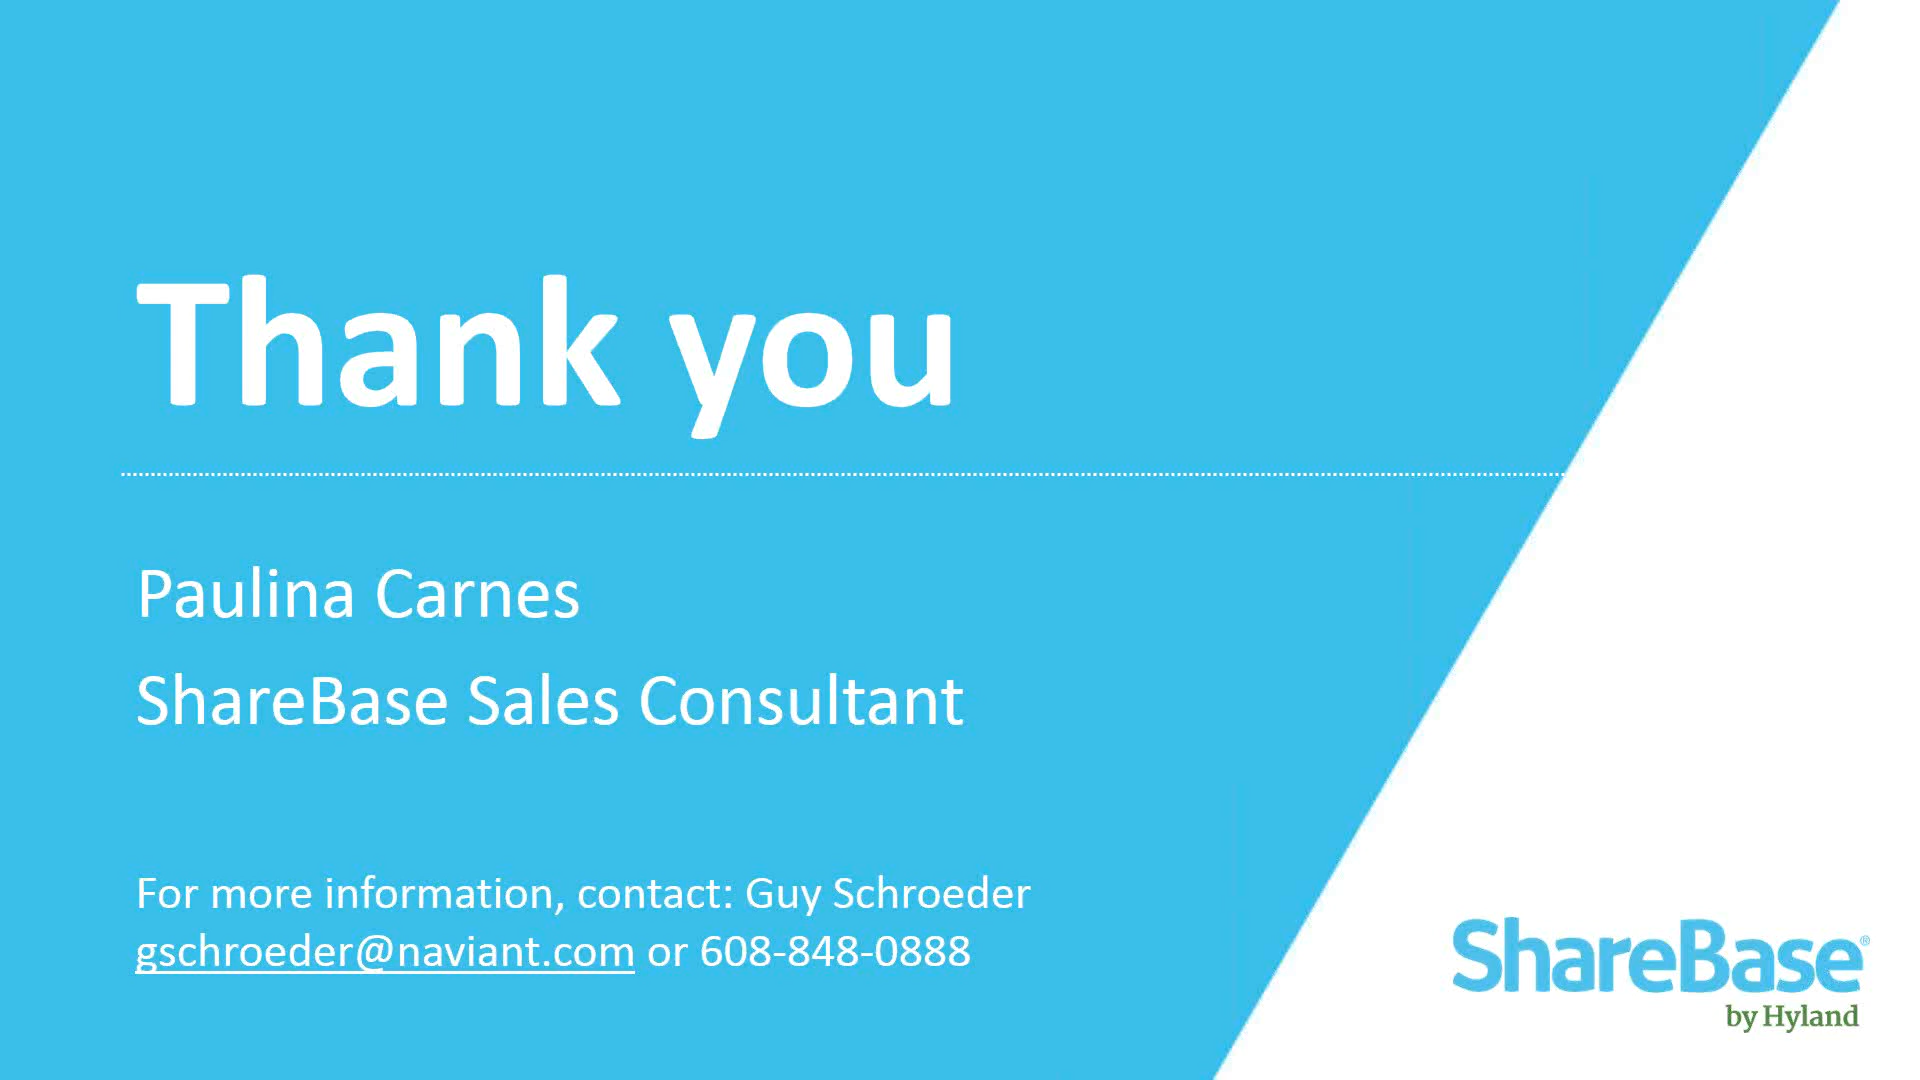 Thank you
Paulina Carnes
ShareBase Sales Consultant
For more information, contact: Guy Schroeder
gschroeder@naviant.com or 608-848-0888
ShareBase®
by Hyland